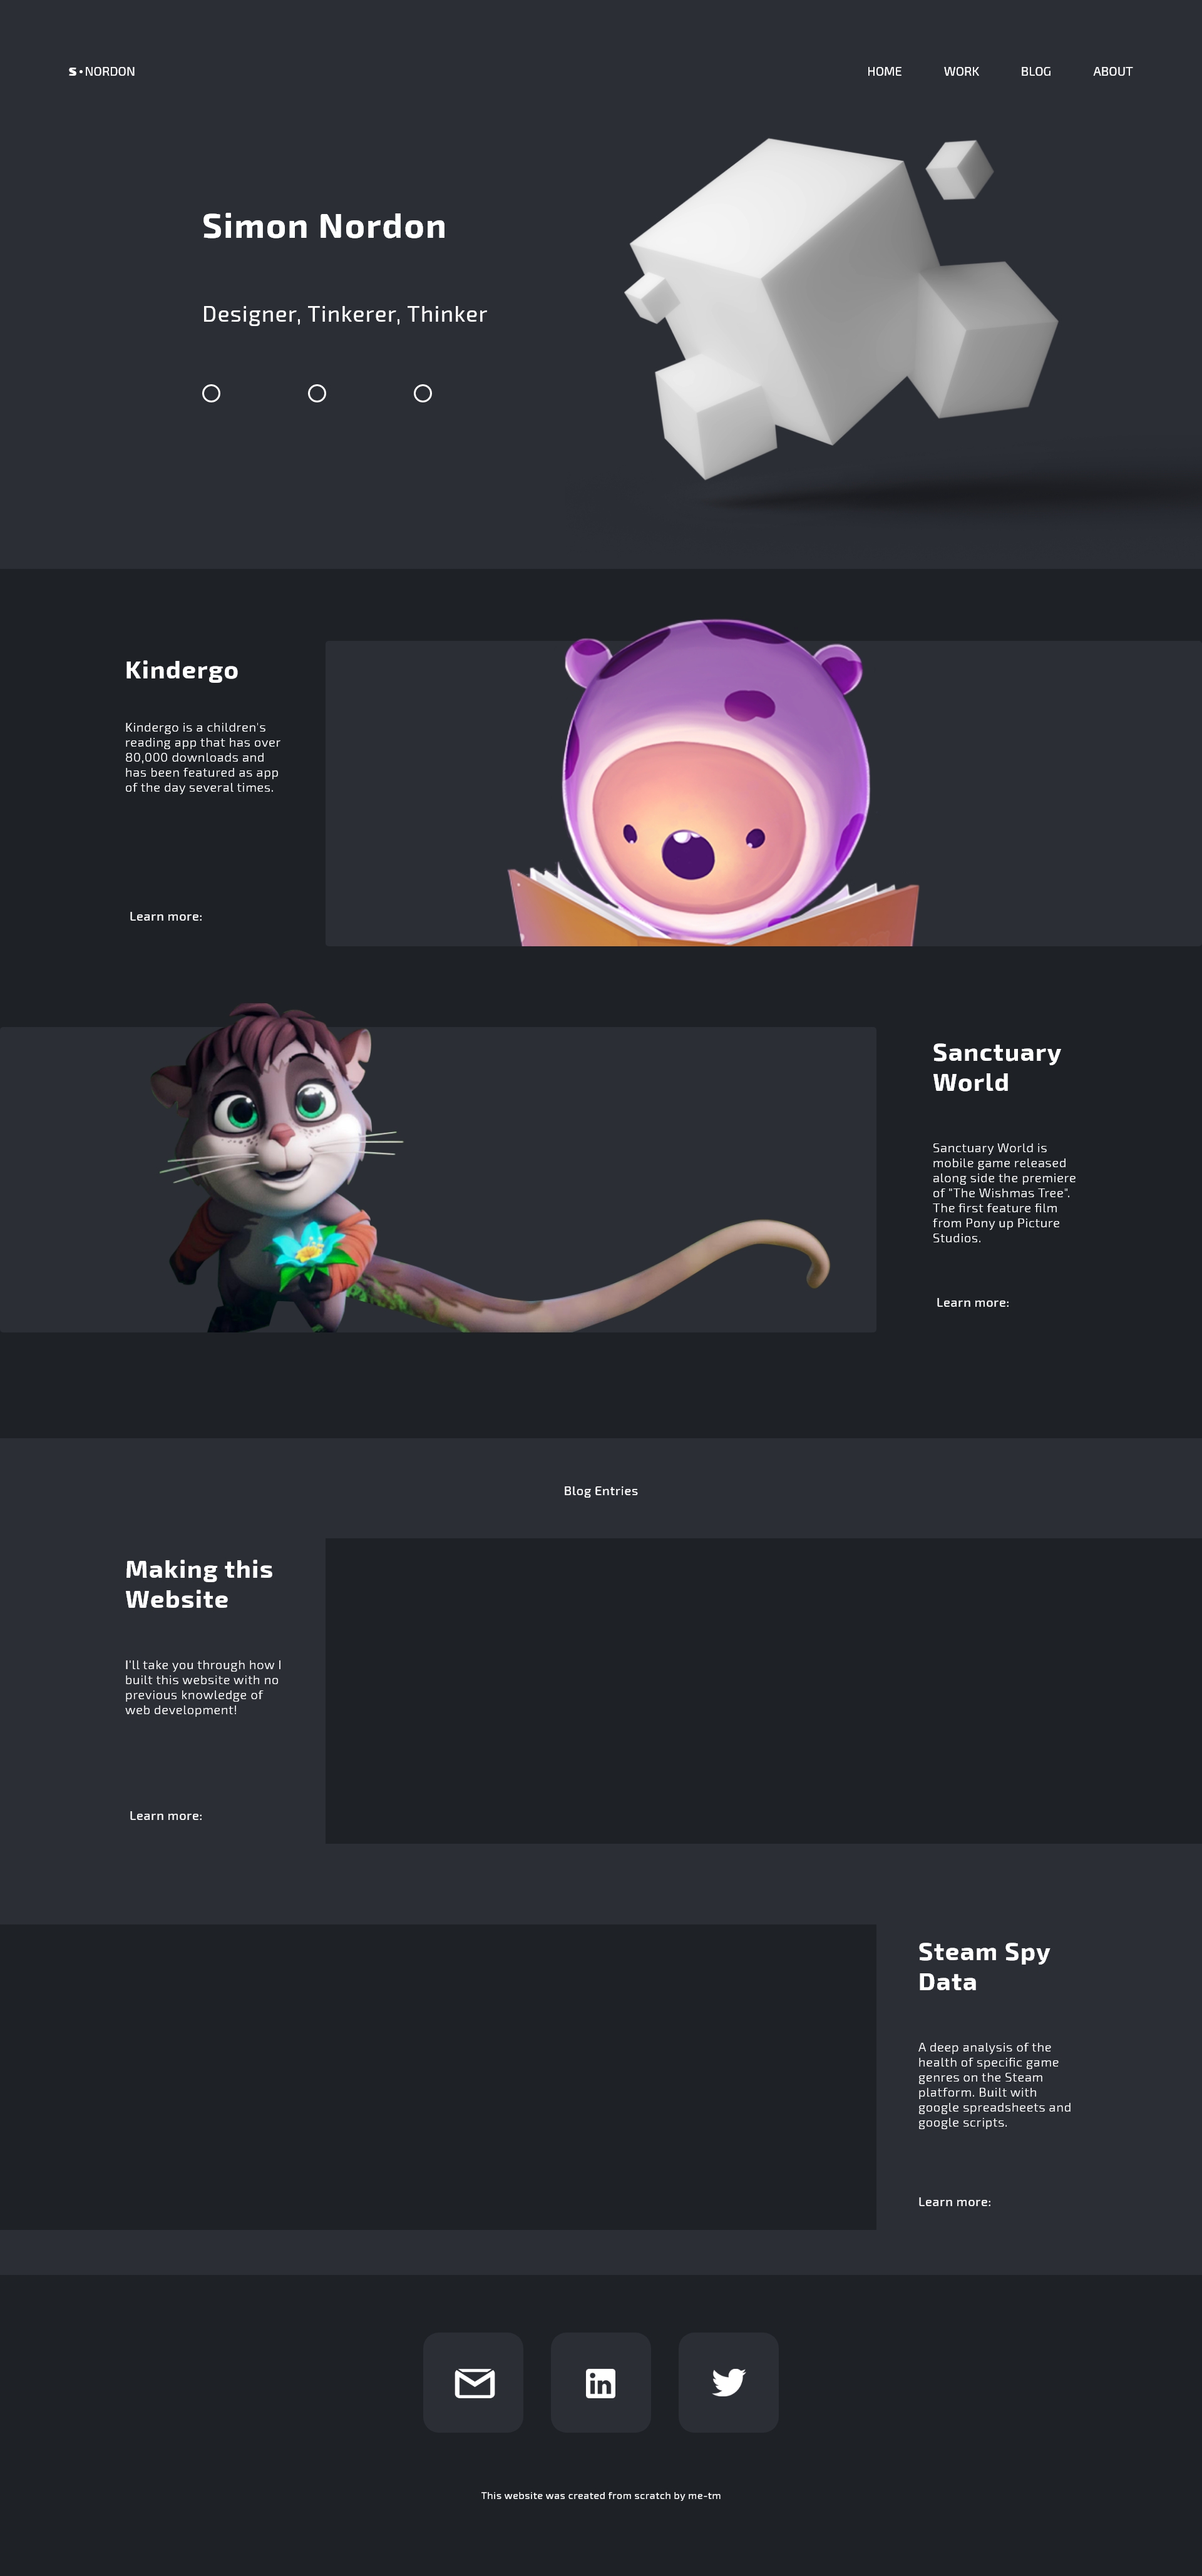 S•NORDON
HOME
WORK
BLOG
ABOUT
Simon Nordon
Designer, Tinkerer, Thinker
Kindergo
Kindergo is a children's
reading app that has over
80,000 downloads and
has been featured as app
of the day several times.
Learn more:
Sanctuary
World
Sanctuary World is
mobile game released
along side the premiere
of "The Wishmas Tree".
The first feature film
from Pony up Picture
Studios.
Learn more:
Blog Entries
Making this
Website
I'll take you through how I
built this website with no
previous knowledge of
web development!
Learn more:
Steam Spy
Data
A deep analysis of the
health of specific game
genres on the Steam
platform. Built with
google spreadsheets and
google scripts.
Learn more:
in
This website was created from scratch by me-tm